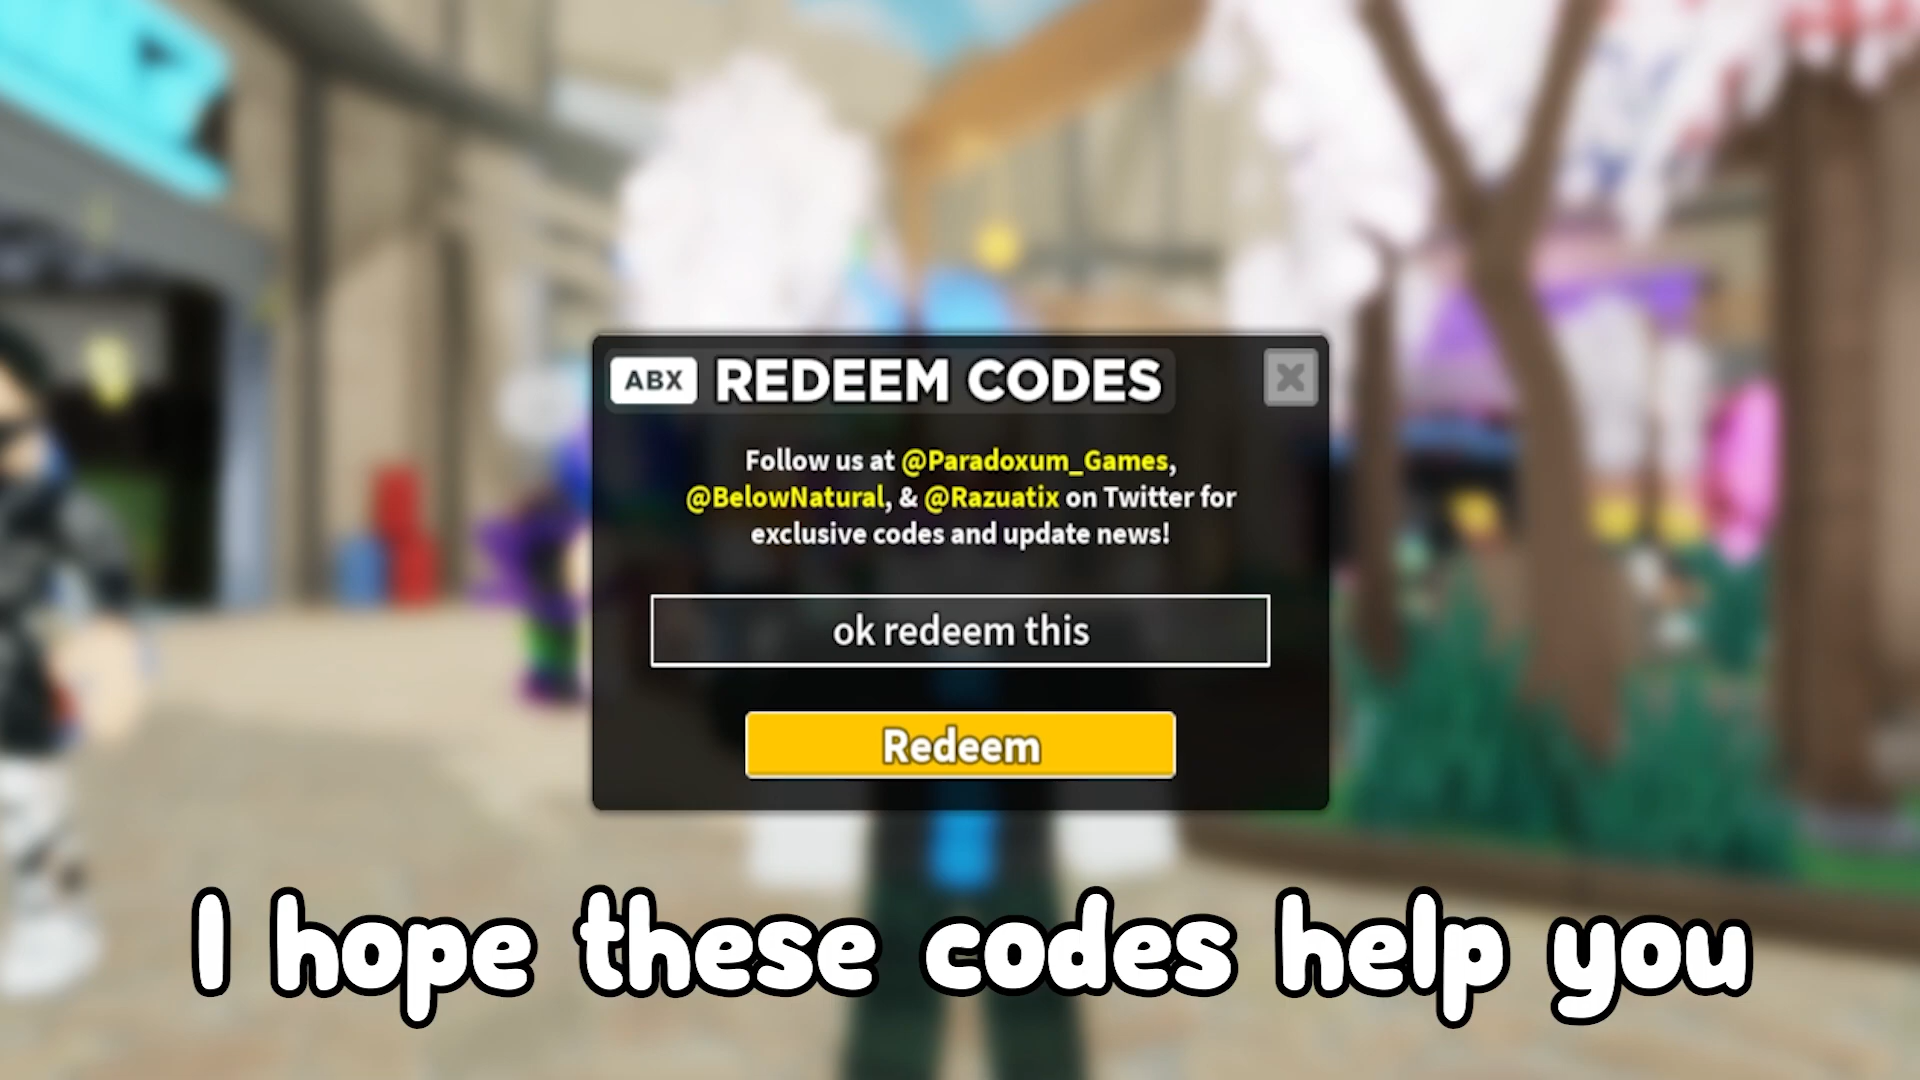 ABX REDEEM CODES
Follow us at @Paradoxum_Games,
@BelowNatural, & @Razuatix on Twitter for
exclusive codes and update news!
ok redeem this
Redeem
I hope these codes help you